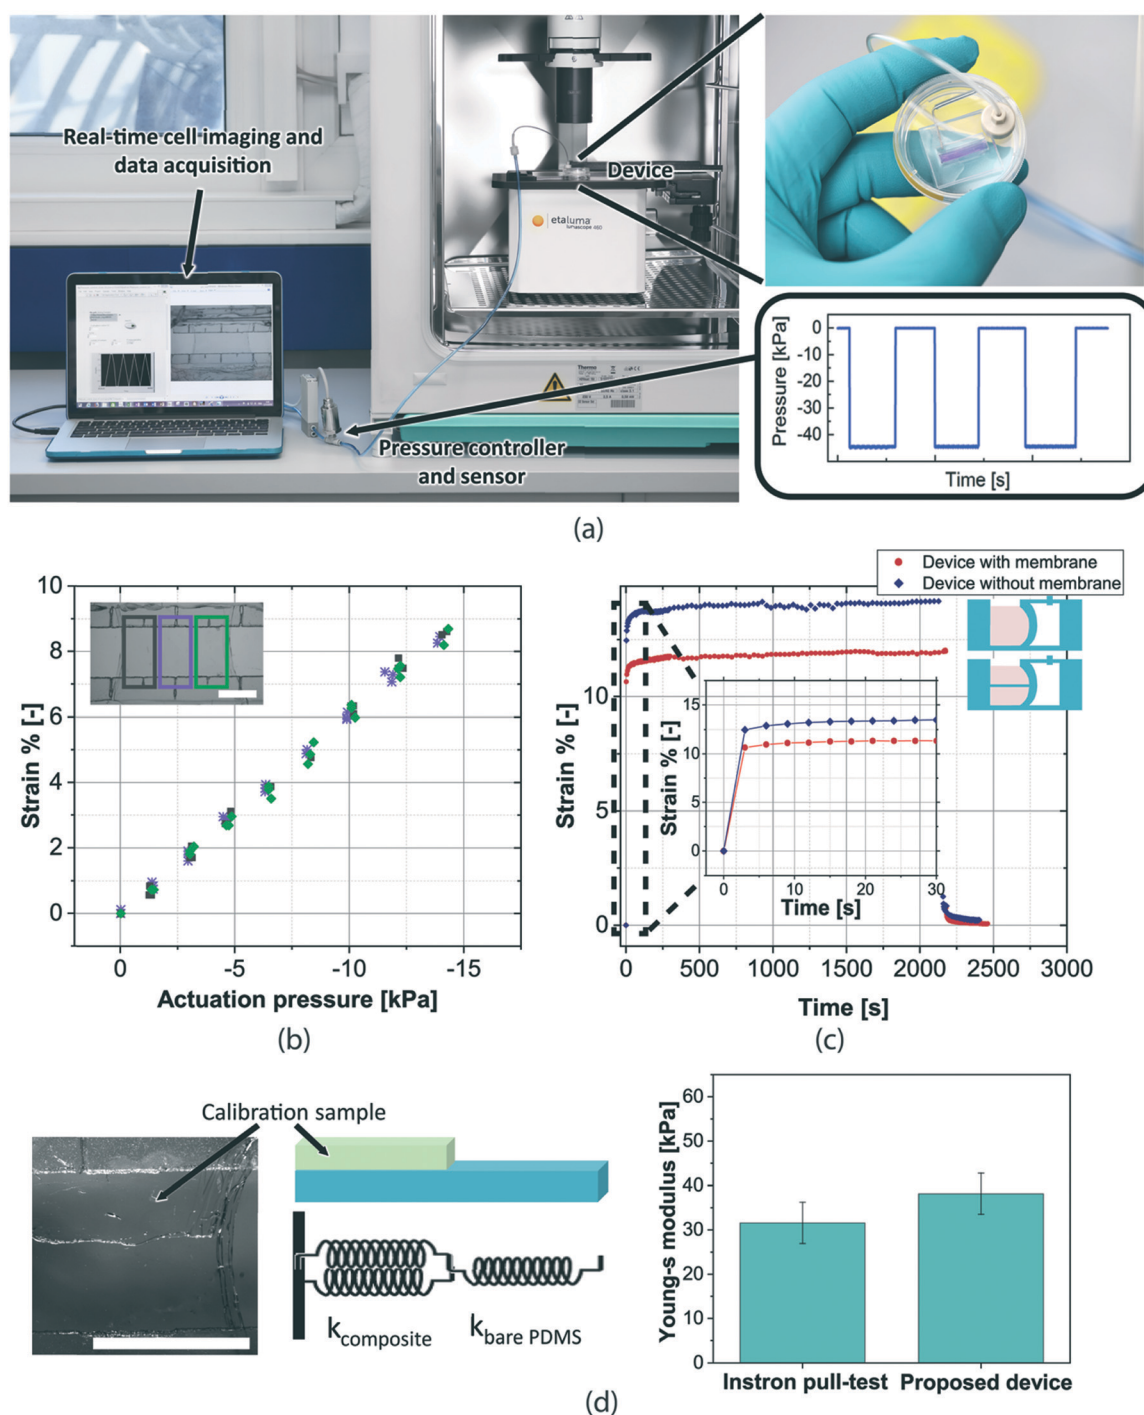 Real-time cell imaging and
data acquisition
Device
etaluma
Pressure controller
and sensor
Thermo
Pressure [kPa]
0
-10
-20
-30
-40
Time [s]
(a)
Strain % [-]
10
8
6
4
2
0
0
-5
-10
-15
Actuation pressure [kPa]
(b)
Device with membrane
Device without membrane
Strain % [-]
10
5
0
Strain % [-]
15
10
5
0
0
10
20
30
Time [s]
0
500
1000
1500
2000
2500
3000
Time [s]
(c)
Calibration sample
kcomposite
kbare PDMS
Young-s modulus [kPa]
60
50
40
30
20
10
0
Instron pull-test
Proposed device
(d)